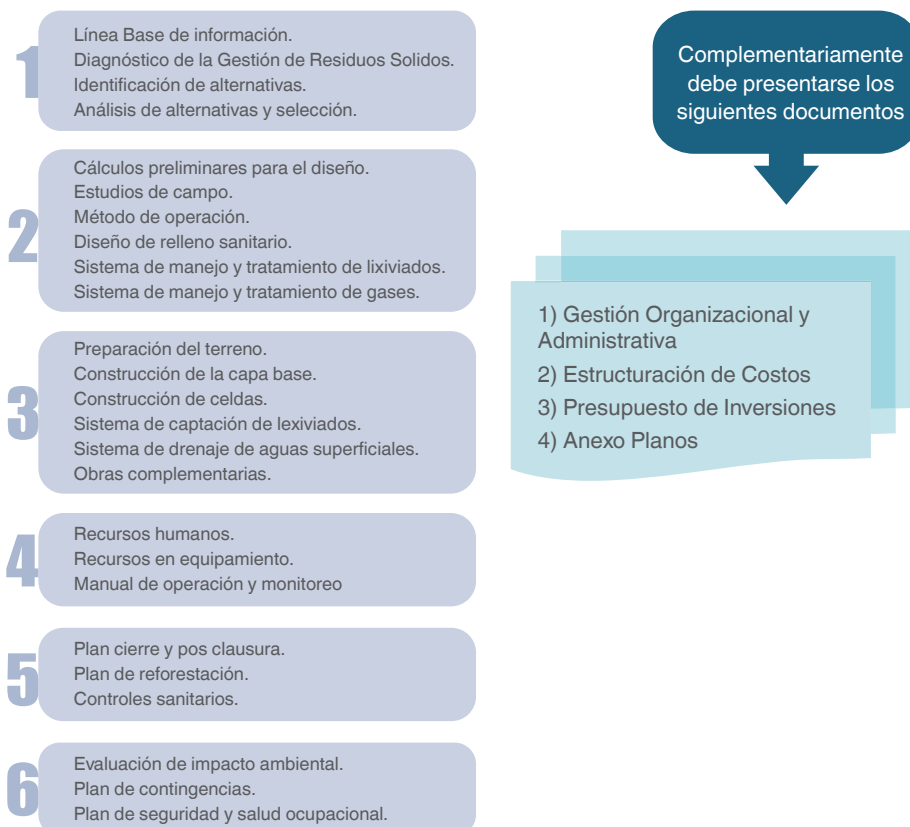 1
Línea Base de información.
Diagnóstico de la Gestión de Residuos Solidos.
Identificación de alternativas.
Análisis de alternativas y selección.
2
Cálculos preliminares para el diseño.
Estudios de campo.
Método de operación.
Diseño de relleno sanitario.
Sistema de manejo y tratamiento de lixiviados.
Sistema de manejo y tratamiento de gases.
3
Preparación del terreno.
Construcción de la capa base.
Construcción de celdas.
Sistema de captación de lexiviados.
Sistema de drenaje de aguas superficiales.
Obras complementarias.
4
Recursos humanos.
Recursos en equipamiento.
Manual de operación y monitoreo
5
Plan cierre y pos clausura.
Plan de reforestación.
Controles sanitarios.
6
Evaluación de impacto ambiental.
Plan de contingencias.
Plan de seguridad y salud ocupacional.
Complementariamente
debe presentarse los
siguientes documentos
1) Gestión Organizacional y
Administrativa
2) Estructuración de Costos
3) Presupuesto de Inversiones
4) Anexo Planos